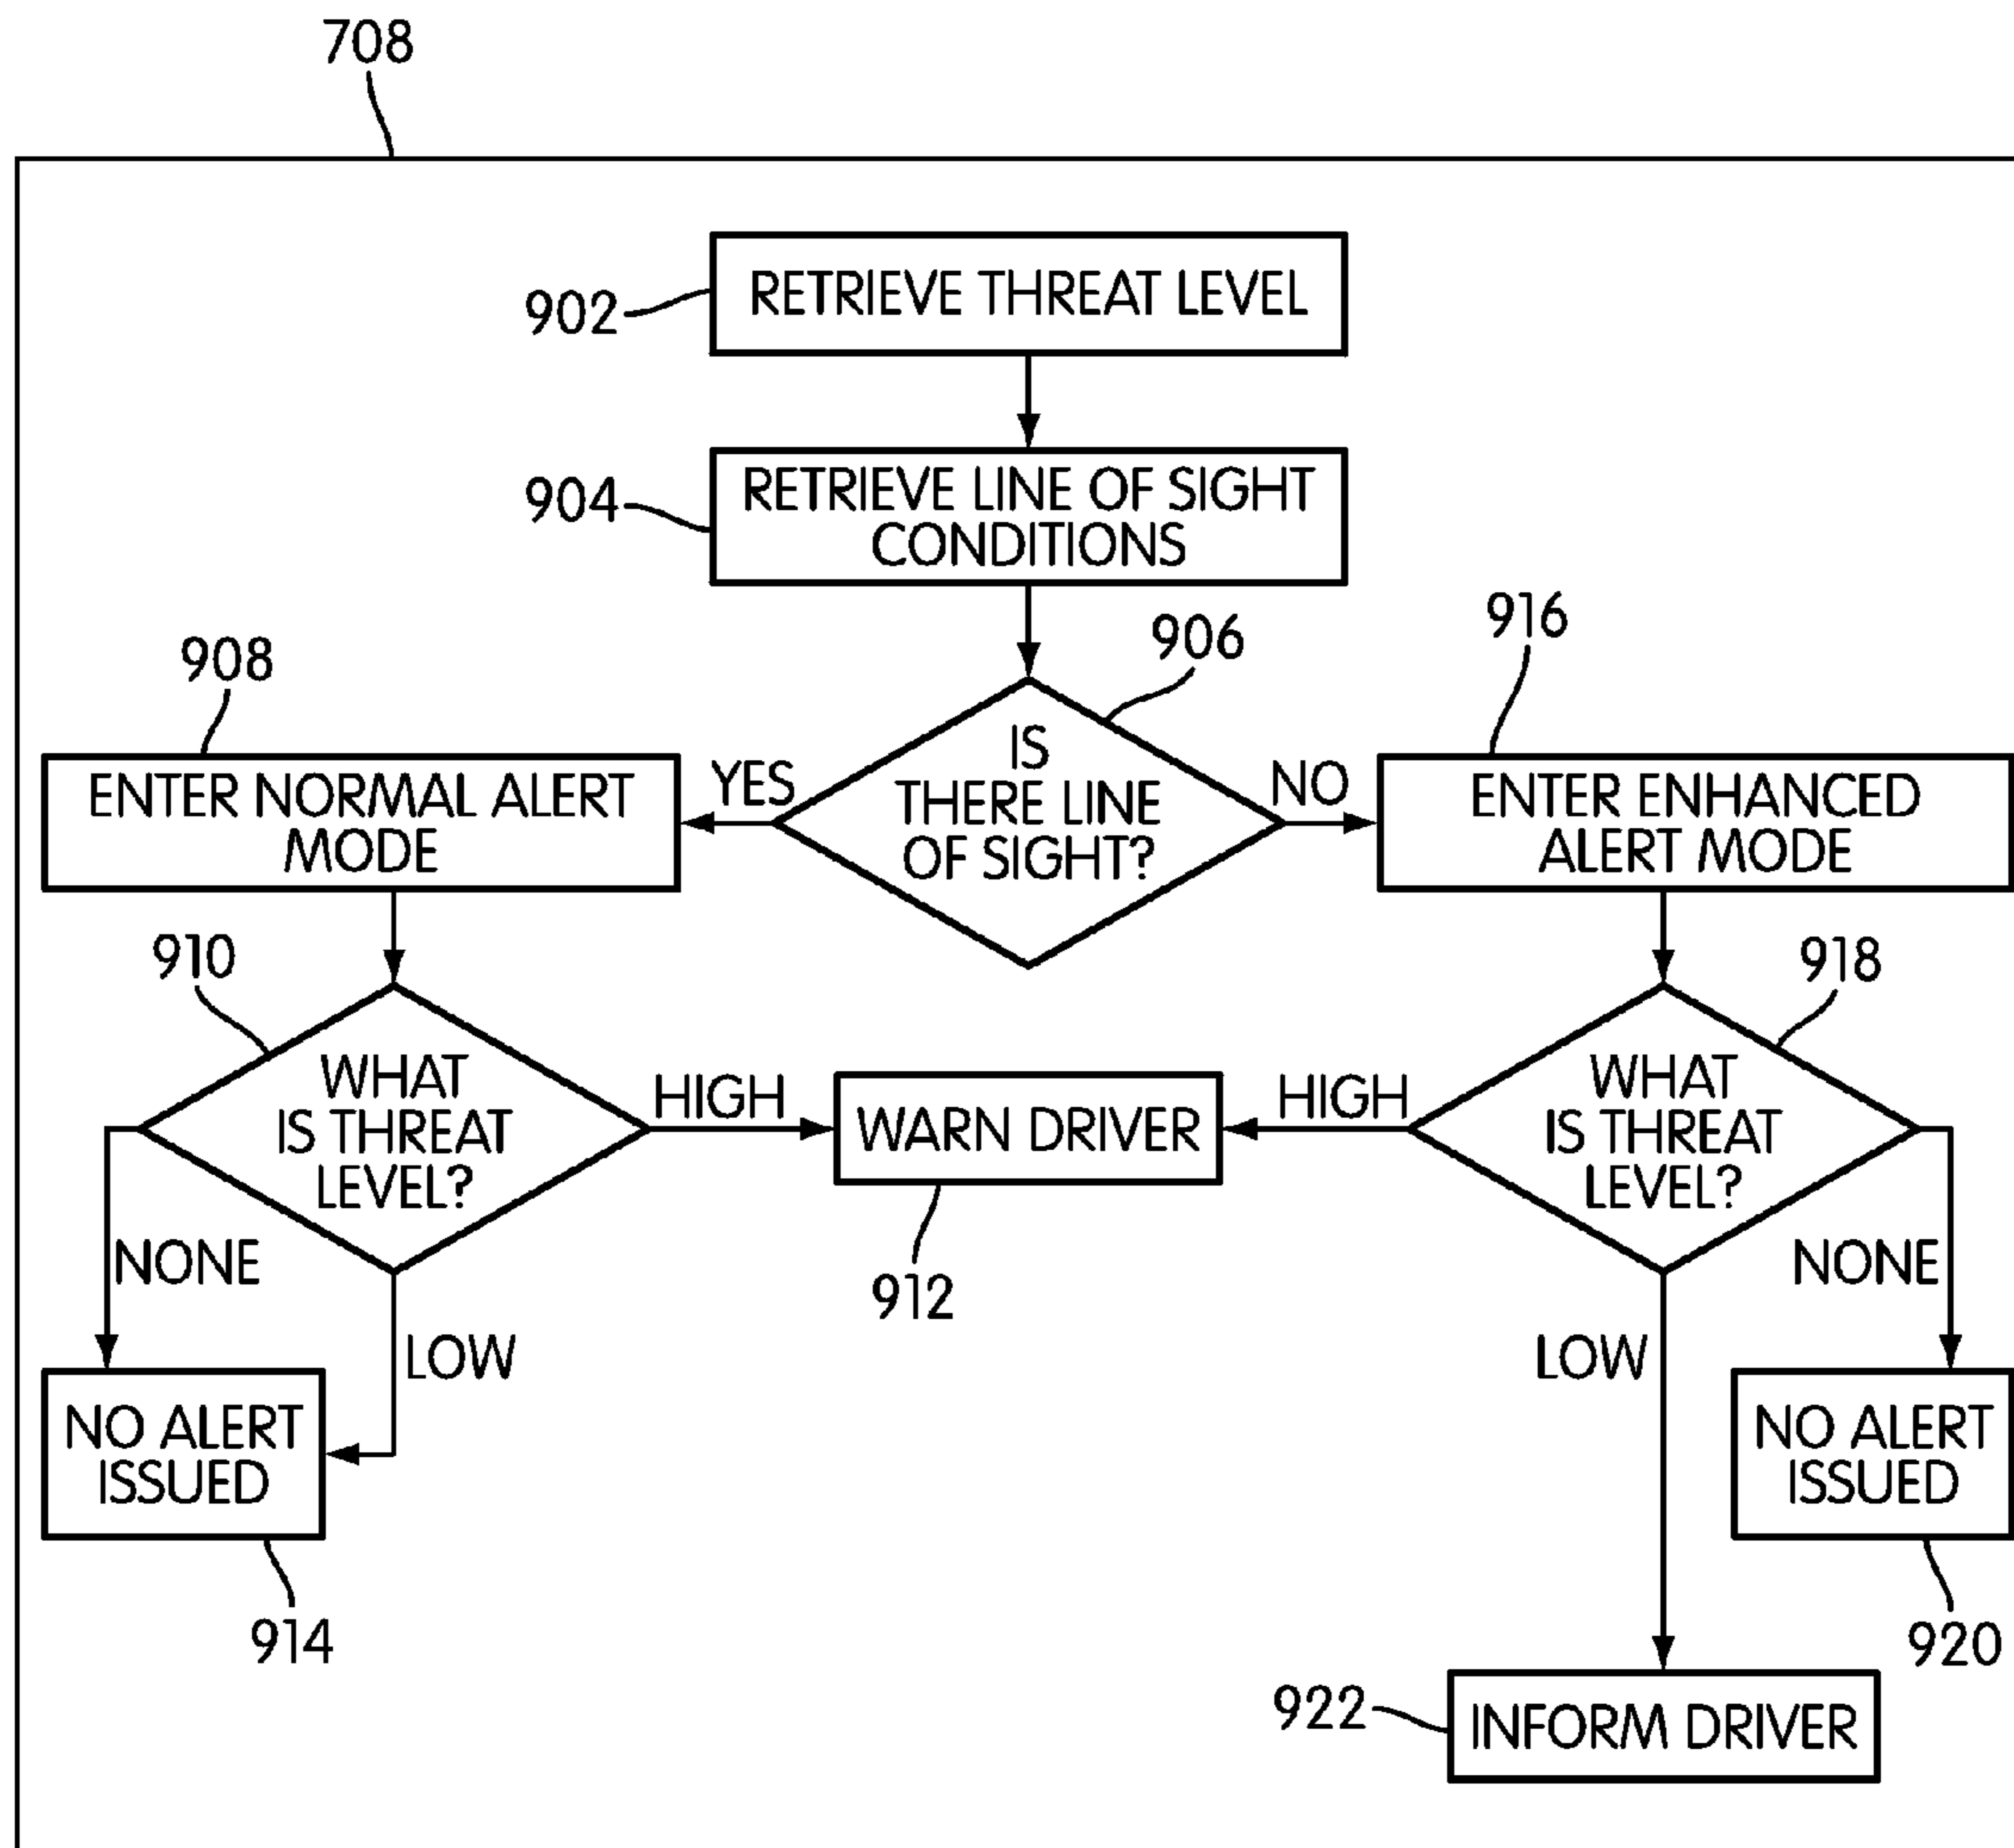 708
902
RETRIEVE THREAT LEVEL
904
RETRIEVE LINE OF SIGHT
CONDITIONS
906
908
916
ENTER NORMAL ALERT
MODE
YES
IS
THERE LINE
OF SIGHT?
NO
ENTER ENHANCED
ALERT MODE
910
918
WHAT
IS THREAT
LEVEL?
HIGH
WARN DRIVER
HIGH
WHAT
IS THREAT
LEVEL?
NONE
912
NONE
LOW
LOW
NO ALERT
ISSUED
NO ALERT
ISSUED
914
920
922
INFORM DRIVER